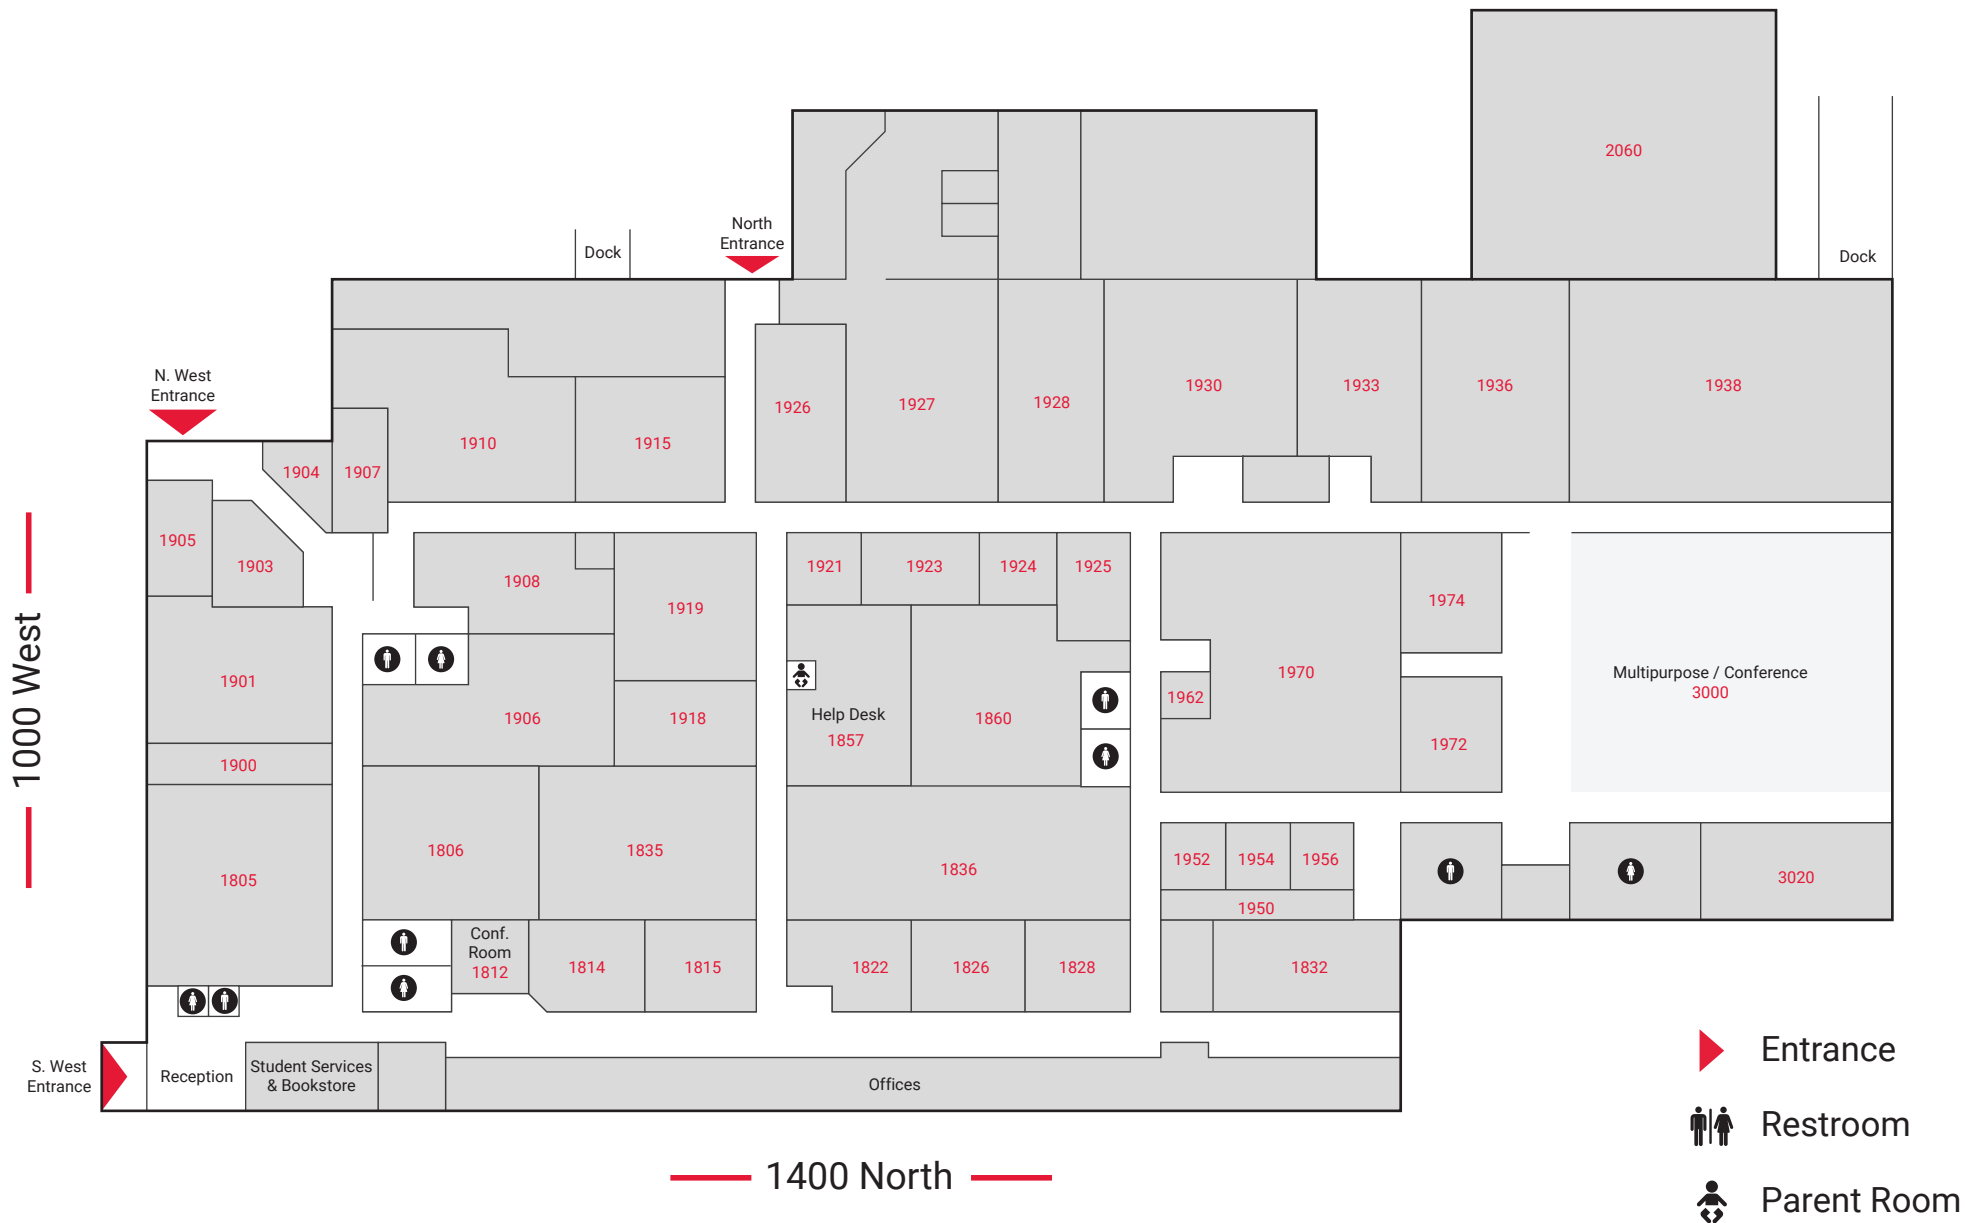 2060
North
Entrance
Dock
Dock
N. West
Entrance
1926
1927
1928
1930
1933
1936
1938
1904
1907
1910
1915
1905
1903
1908
1919
1921
1923
1924
1925
1974
1970
Multipurpose / Conference
3000
1901
1906
1918
Help Desk
1857
1860
1962
1972
1900
1000 West
1805
1806
1835
1836
1952
1954
1956
1950
3020
Conf.
Room
1812
1814
1815
1822
1826
1828
1832
S. West
Entrance
Reception
Student Services
& Bookstore
Offices
1400 North
Entrance
Restroom
Parent Room